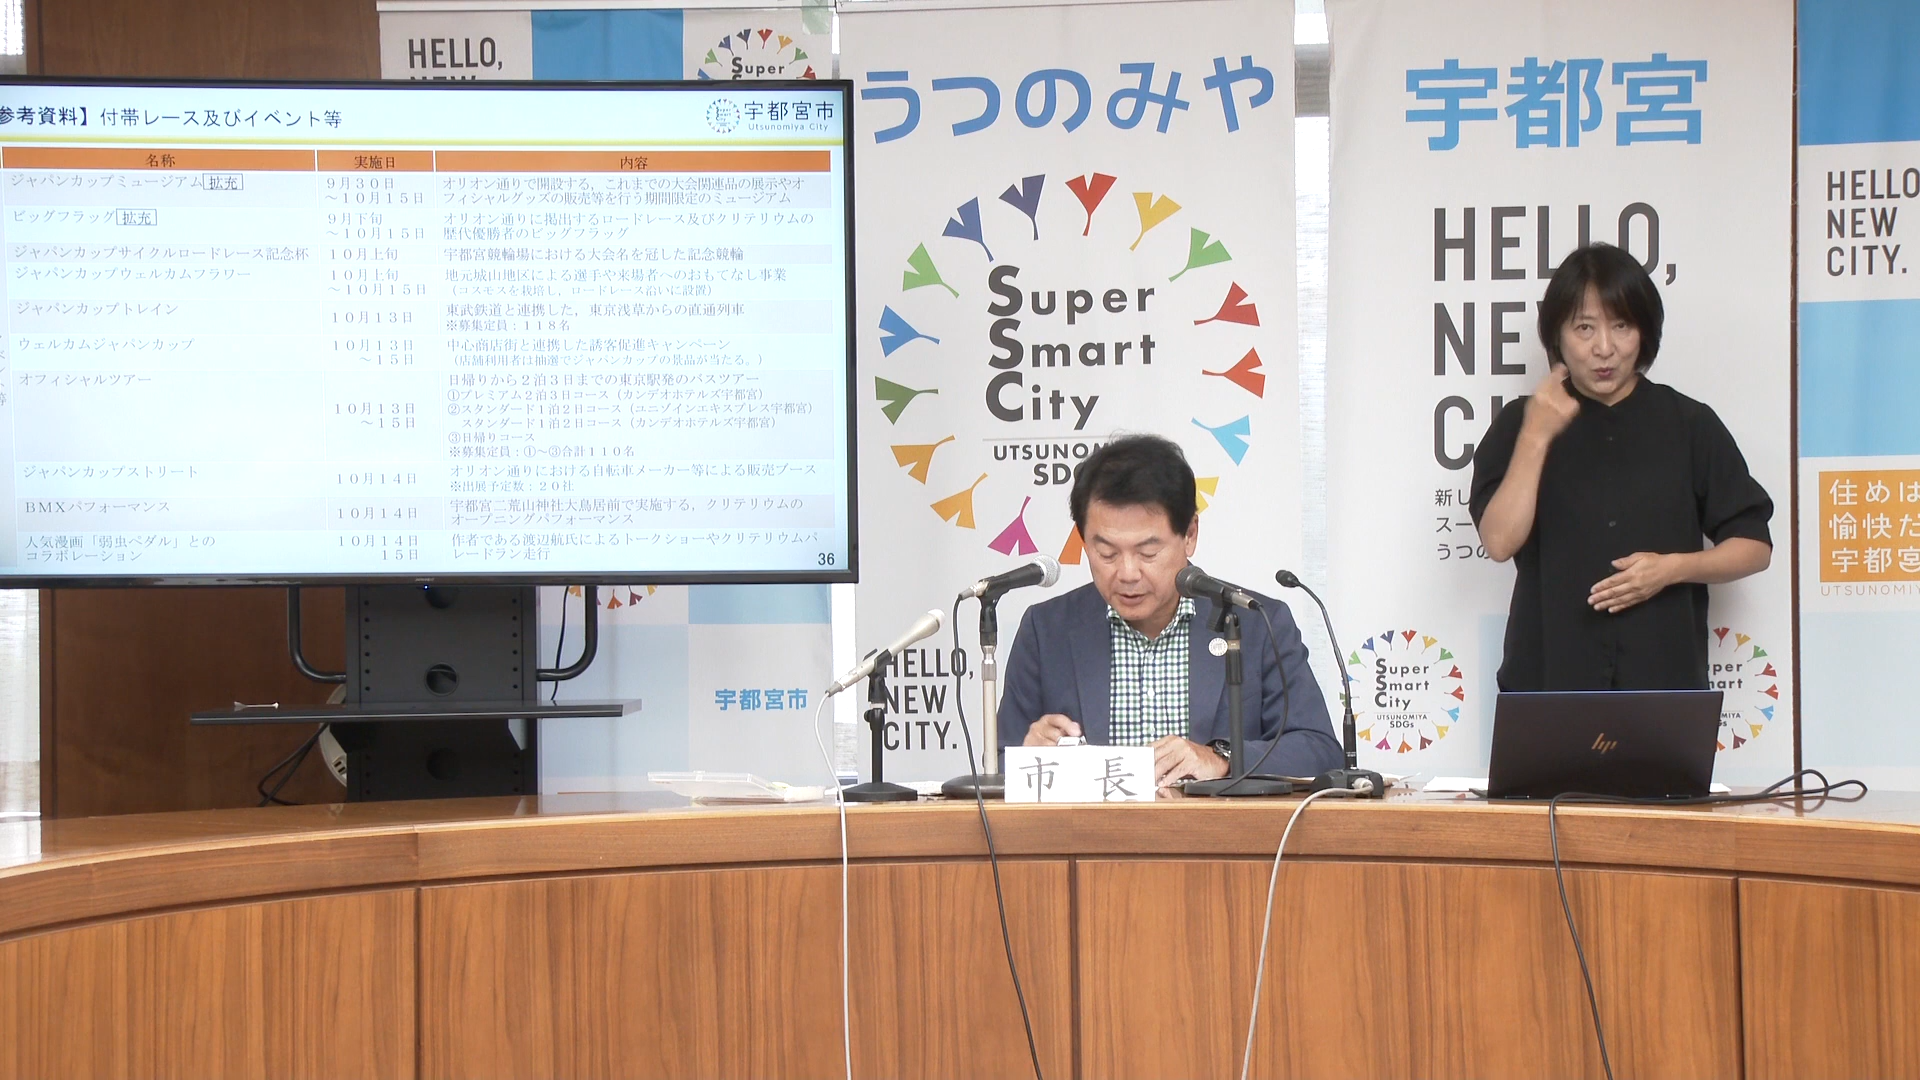 参考資料】付帯レース及びイベント等
宇都宮市
Utsunomiya City
名称 実施日 内容
ジャパンカップミュージアム 拡充 9月30日 オリオン通りで開設する，これまでの大会関連品の展示やオ
～10月15日 フィシャルグッズの販売等を行う期間限定のミュージアム
ビッグフラッグ 拡充 9月下旬 オリオン通りに掲出するロードレース及びクリテリウムの
～10月15日 歴代優勝者のビッグフラッグ
ジャパンカップサイクルロードレース記念杯 10月上旬 宇都宮競輪場における大会名を冠した記念競輪
ジャパンカップウェルカムフラワー 10月上旬 地元城山地区による選手や来場者へのおもてなし事業
～10月15日 （コスモスを栽培し，ロードレース沿いに設置）
ジャパンカップトレイン 10月13日 東武鉄道と連携した，東京浅草からの直通列車
※募集定員：118名
ウェルカムジャパンカップ 10月13日 中心商店街と連携した誘客促進キャンペーン
～15日 （店舗利用者は抽選でジャパンカップの景品が当たる。）
オフィシャルツアー 10月13日 日帰りから2泊3日までの東京駅発のバスツアー
～15日 ①プレミアム2泊3日コース（カンデオホテルズ宇都宮）
②スタンダード1泊2日コース（ユニゾインエキスプレス宇都宮）
スタンダード1泊2日コース（カンデオホテルズ宇都宮）
③日帰りコース
※募集定員：①～③合計110名
ジャパンカップストリート 10月14日 オリオン通りにおける自転車メーカー等による販売ブース
※出展予定数：20社
BMXパフォーマンス 10月14日 宇都宮二荒山神社大鳥居前で実施する，クリテリウムの
オープニングパフォーマンス
人気漫画「弱虫ペダル」との 10月14日 作者である渡辺航氏によるトークショーやクリテリウムパ
コラボレーション 15日 レードラン走行
36
HELLO,
Super
宇都宮市
うつのみや
Super
Smart
City
UTSUNOM
SDG
HELLO,
NEW
CITY.
市 長
宇都宮
HELLO,
NE
C
新し
スー
うつの
Super
Smart
City
UTSUNOMIYA
SDGs
hp
HELLO
NEW
CITY.
住めは
愉快だ
宇都宮
UTSUNOMIY